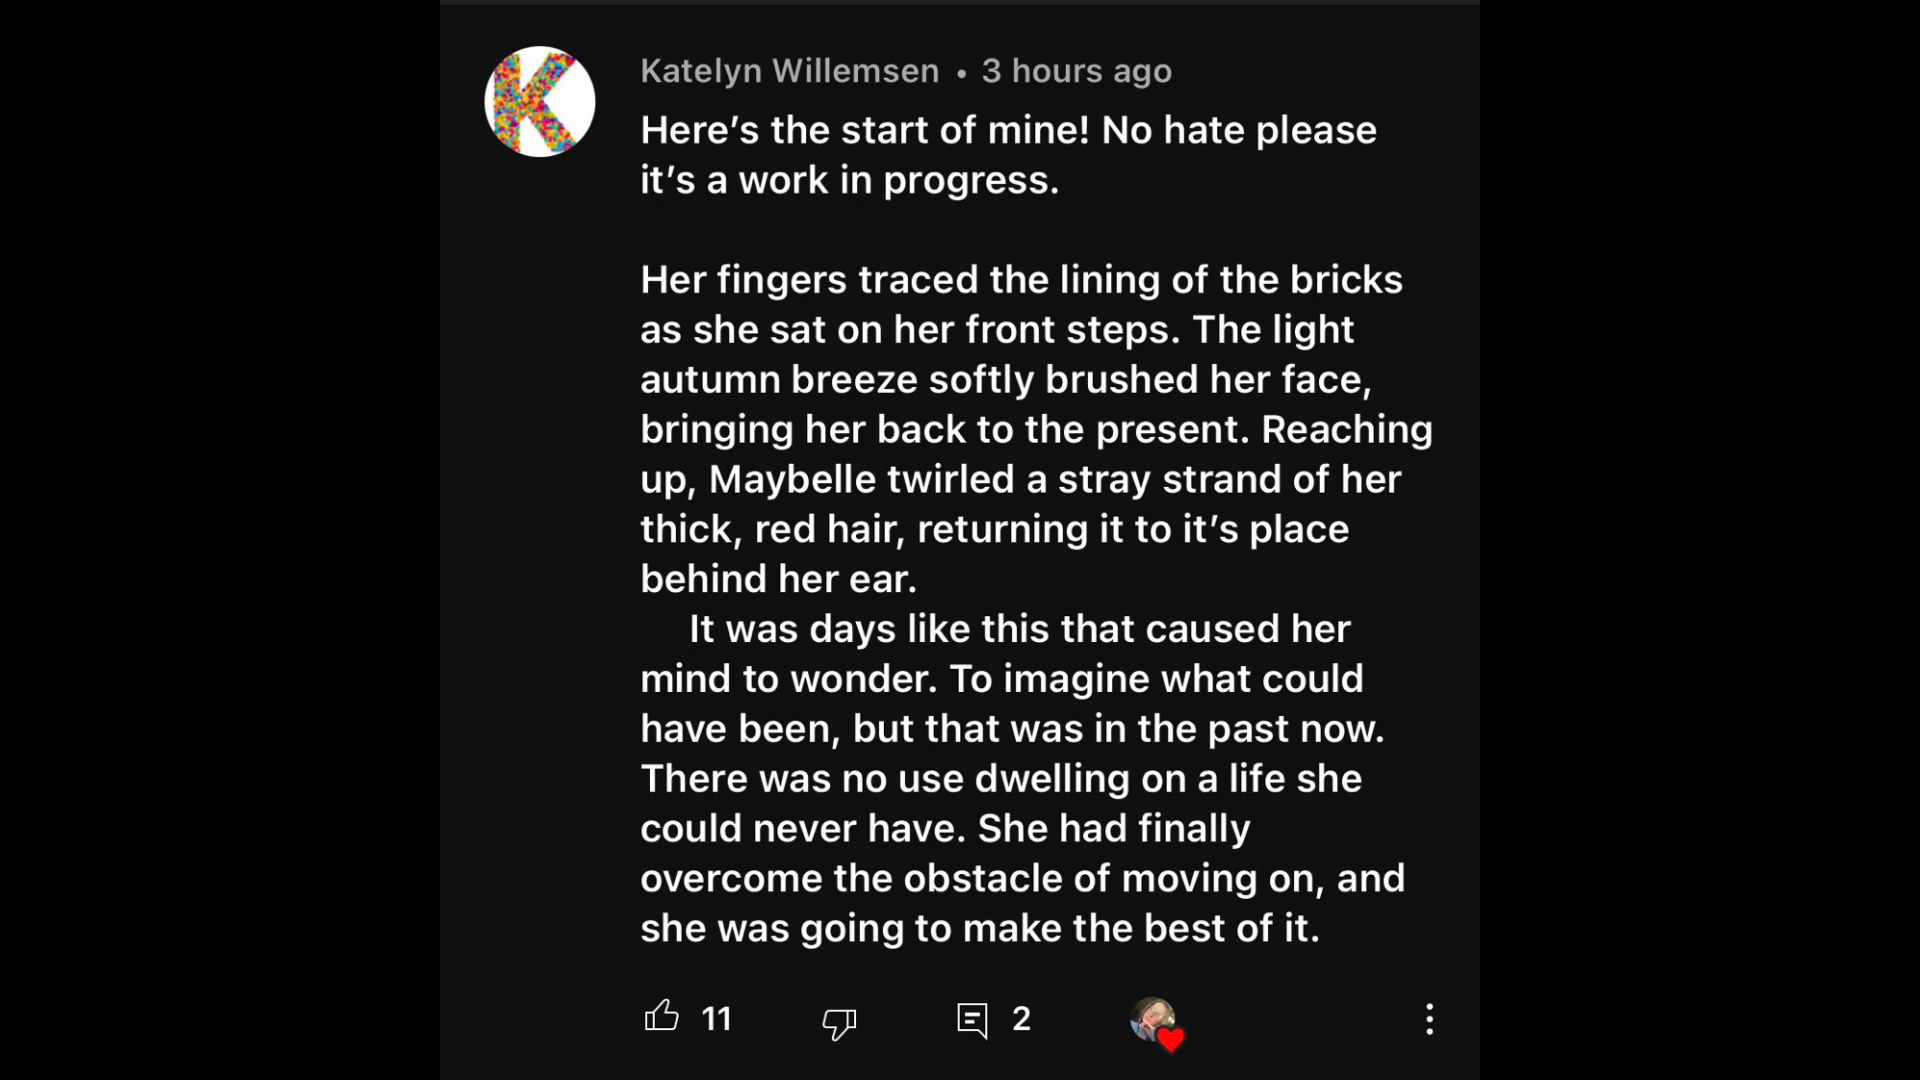 Katelyn Willemsen • 3 hours ago
Here’s the start of mine! No hate please
it’s a work in progress.
Her fingers traced the lining of the bricks
as she sat on her front steps. The light
autumn breeze softly brushed her face,
bringing her back to the present. Reaching
up, Maybelle twirled a stray strand of her
thick, red hair, returning it to it’s place
behind her ear.
It was days like this that caused her
mind to wonder. To imagine what could
have been, but that was in the past now.
There was no use dwelling on a life she
could never have. She had finally
overcome the obstacle of moving on, and
she was going to make the best of it.
11 2